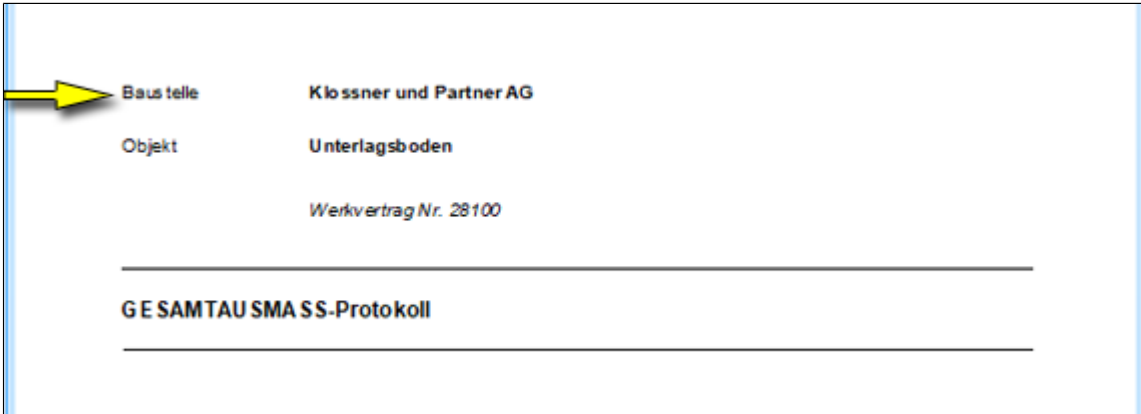 Baustelle Klossner und Partner AG
Objekt Unterlagsboden
Werkvertrag Nr. 28100
GESAMTAUSMASS-Protokoll